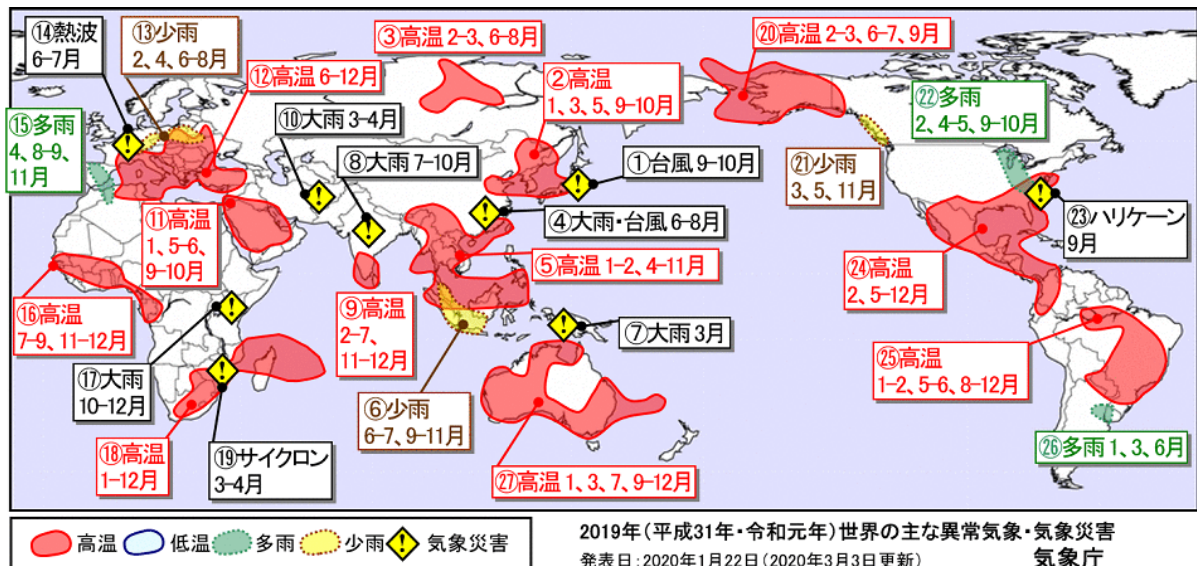 ⑭熱波
6−7月
⑬少雨
2、4、6−8月
③高温 2−3、6−8月
⑳高温 2−3、6−7、9月
⑫高温 6−12月
②高温
1、3、5、9−10月
㉒多雨
2、4−5、9−10月
⑮多雨
4、8−9、
11月
⑩大雨 3−4月
⑧大雨 7−10月
①台風 9−10月
㉑少雨
3、5、11月
④大雨・台風 6−8月
⑪高温
1、5−6、
9−10月
㉓ハリケーン
9月
⑤高温 1−2、4−11月
㉔高温
2、5−12月
⑯高温
7−9、11−12月
⑨高温
2−7、
11−12月
⑦大雨 3月
⑰大雨
10−12月
㉕高温
1−2、5−6、8−12月
⑥少雨
6−7、9−11月
⑱高温
1−12月
⑲サイクロン
3−4月
㉗高温 1、3、7、9−12月
㉖多雨 1、3、6月
高温 低温 多雨 少雨 気象災害
2019年(平成31年・令和元年)世界の主な異常気象・気象災害
発表日:2020年1月22日(2020年3月3日更新) 気象庁